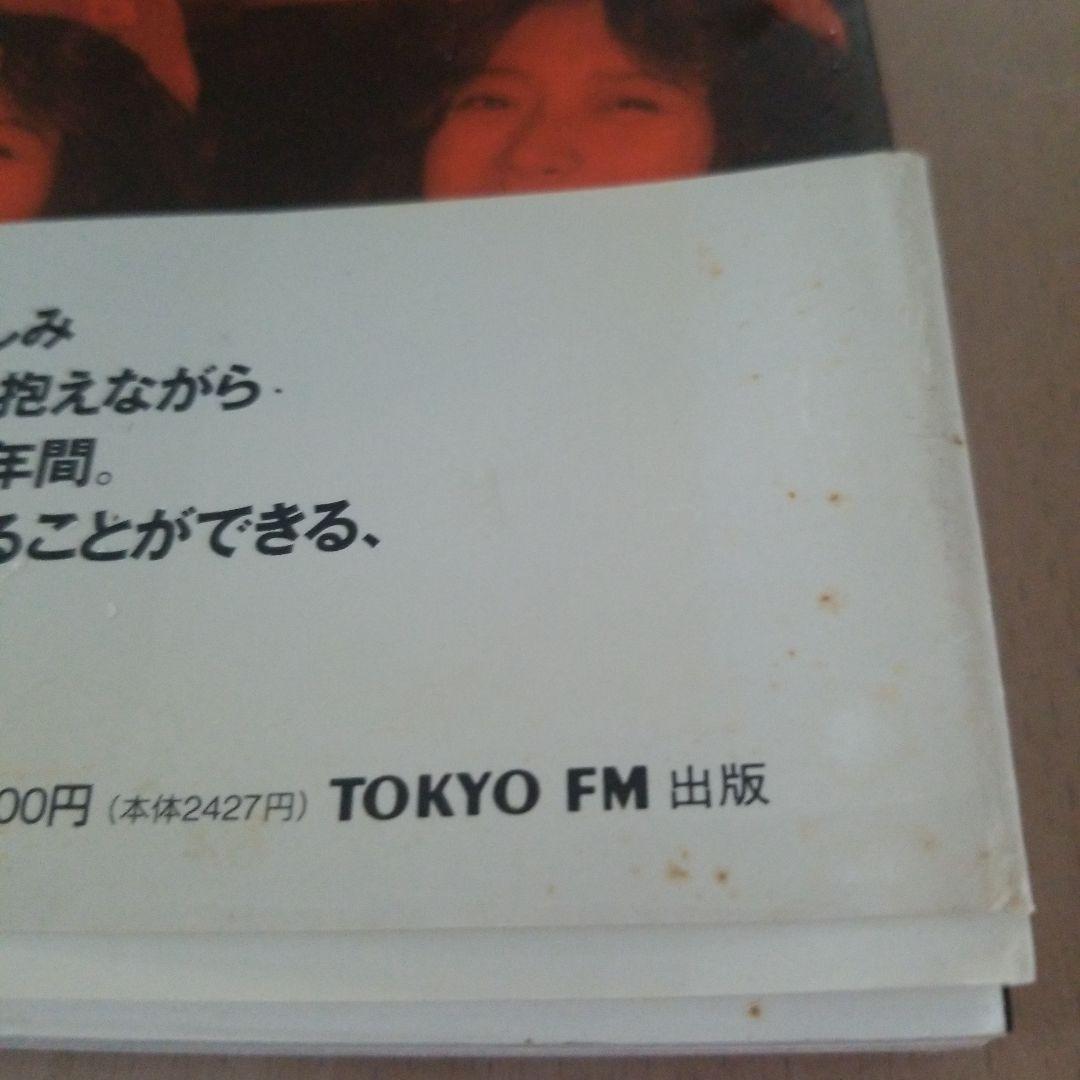 しみ
抱えながら
年間。
ることができる、
00円（本体2427円）TOKYO FM 出版